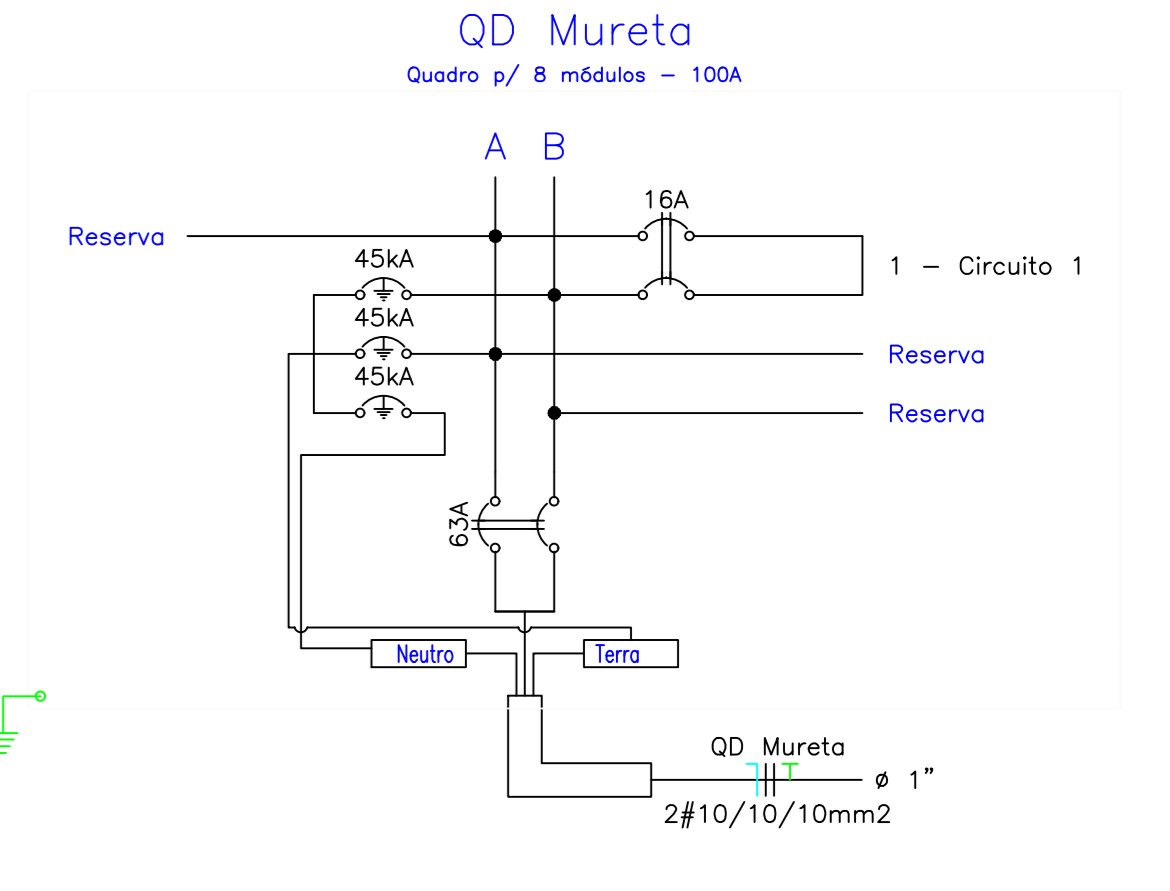 QD Mureta
Quadro p/ 8 módulos - 100A
A B
16A
Reserva
45kA
1 - Circuito 1
45kA
Reserva
45kA
Reserva
63A
Neutro
Terra
QD Mureta
ø 1"
2#10/10/10mm2